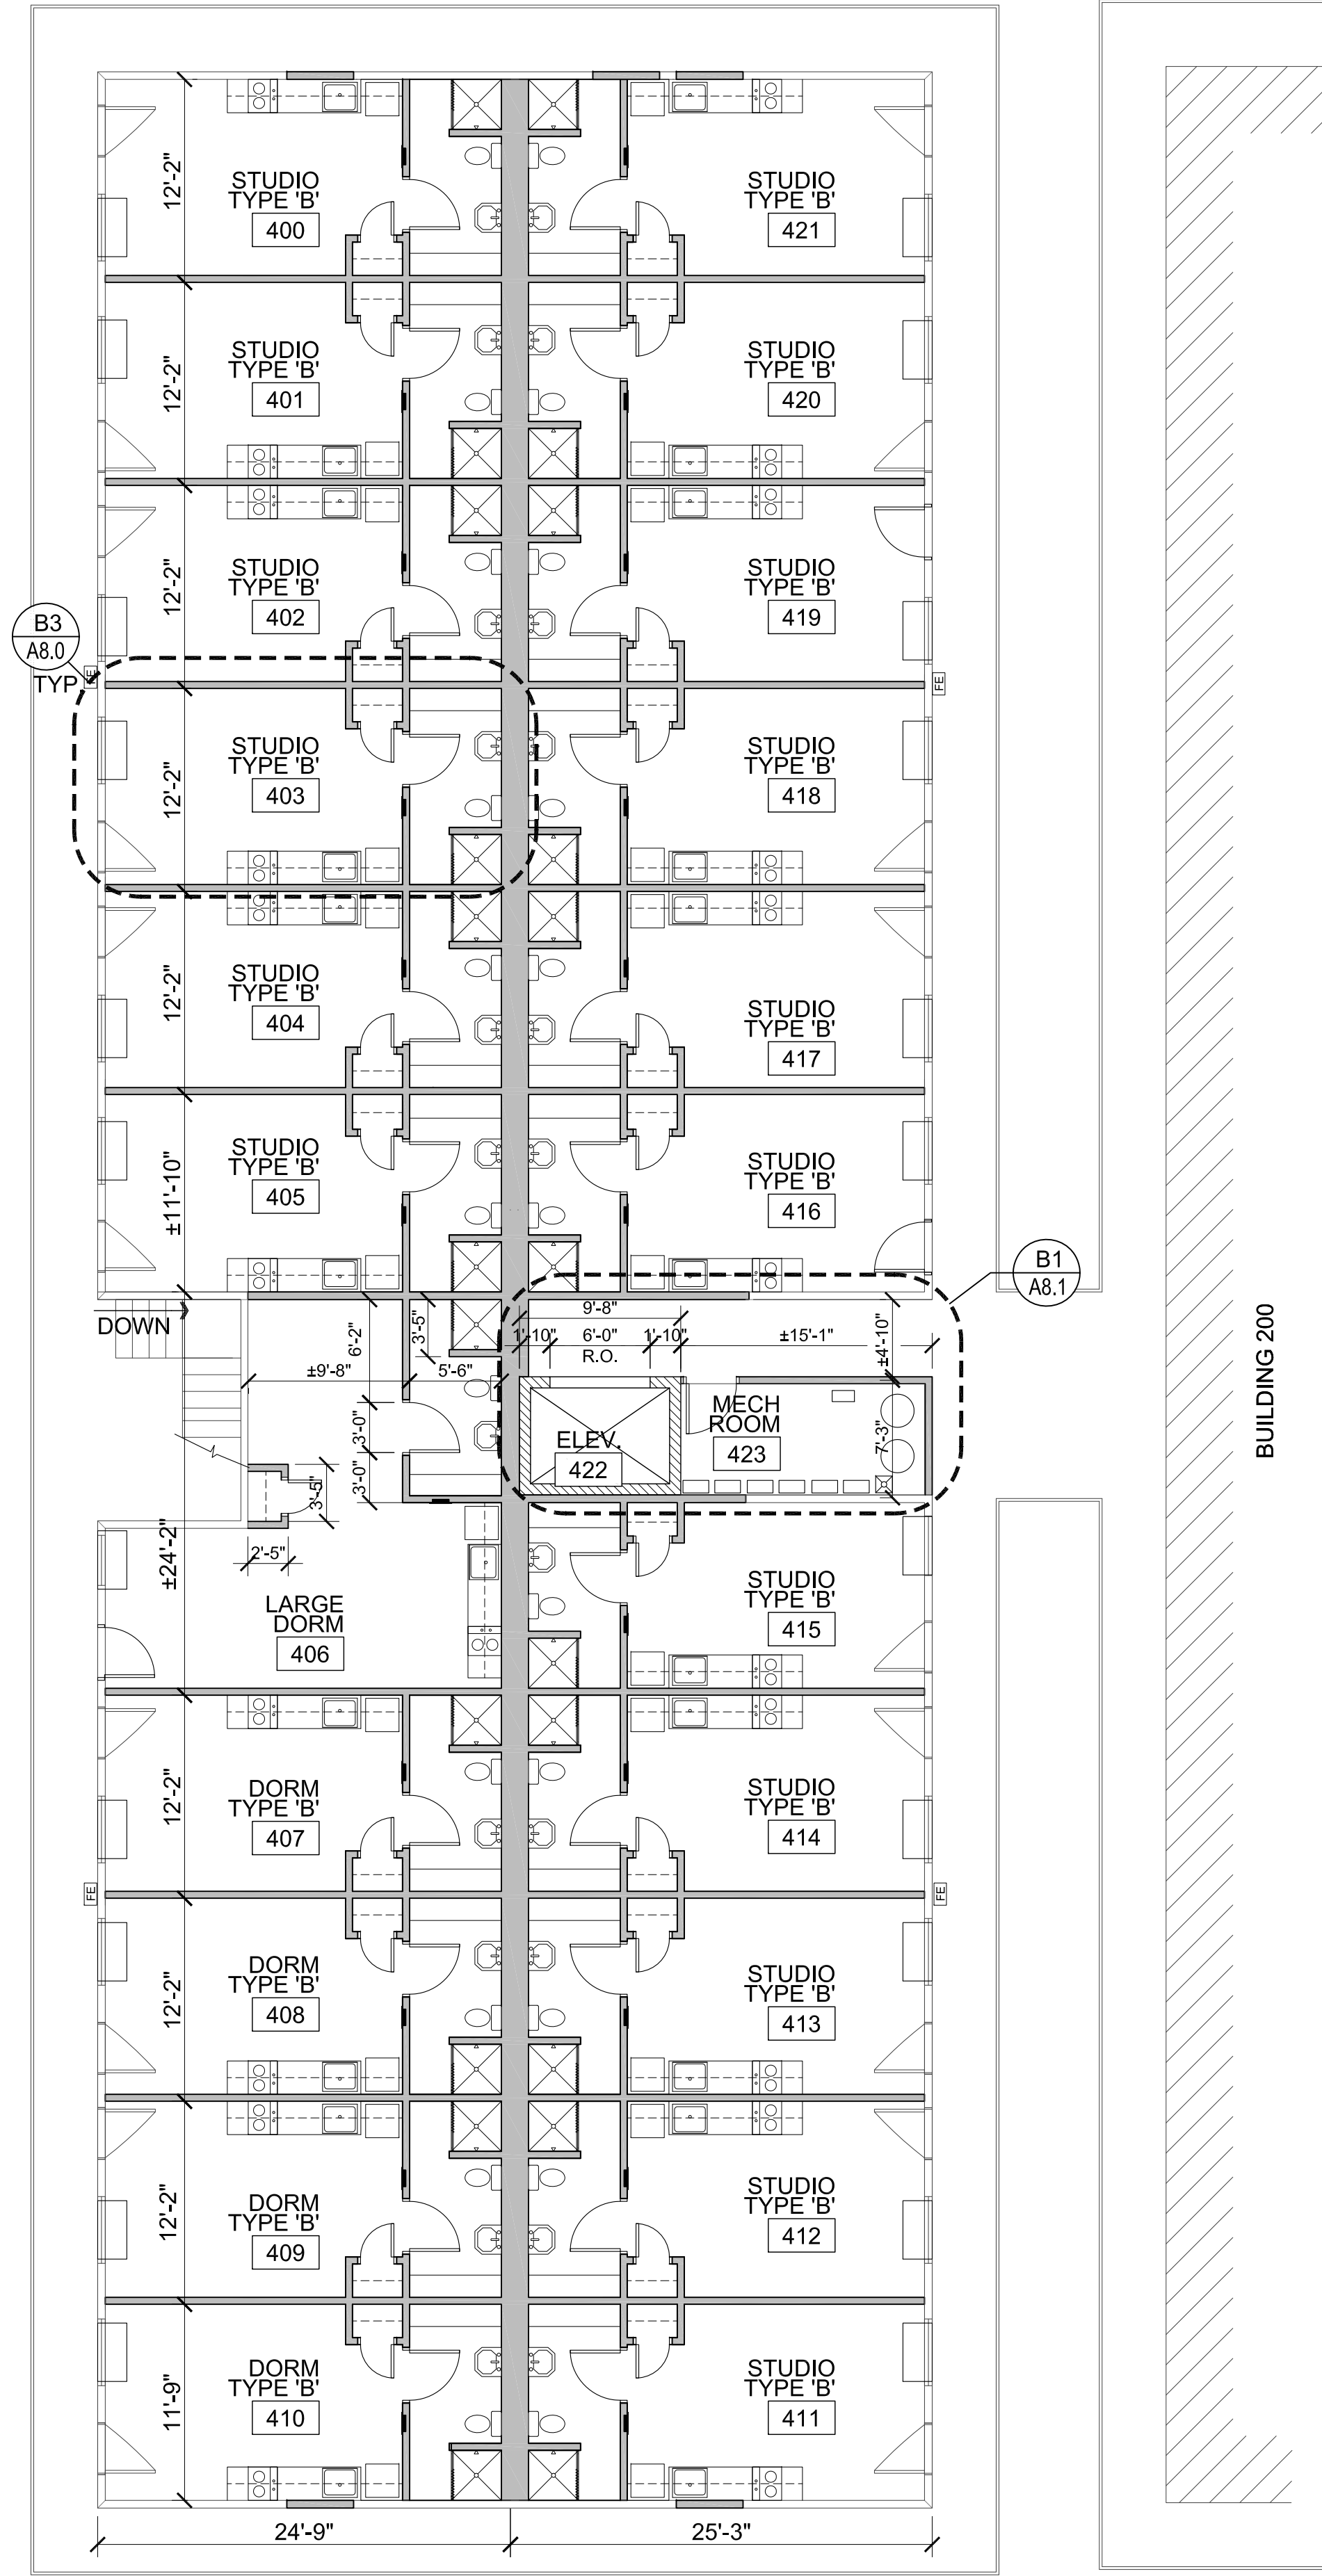 12'-2"
STUDIO
TYPE 'B'
400
STUDIO
TYPE 'B'
421
12'-2"
STUDIO
TYPE 'B'
401
STUDIO
TYPE 'B'
420
12'-2"
STUDIO
TYPE 'B'
402
STUDIO
TYPE 'B'
419
B3
A8.0
TYP
FE
FE
12'-2"
STUDIO
TYPE 'B'
403
STUDIO
TYPE 'B'
418
12'-2"
STUDIO
TYPE 'B'
404
STUDIO
TYPE 'B'
417
±11'-10"
STUDIO
TYPE 'B'
405
STUDIO
TYPE 'B'
416
B1
A8.1
DOWN
6'-2"
3'-5"
9'-8"
1'-10"
6'-0"
R.O.
1'-10"
±15'-1"
±4'-10"
±9'-8"
5'-6"
3'-0"
3'-0"
ELEV.
422
MECH
ROOM
423
7'-3"
BUILDING 200
3'-5"
2'-5"
±24'-2"
LARGE
DORM
406
STUDIO
TYPE 'B'
415
12'-2"
DORM
TYPE 'B'
407
STUDIO
TYPE 'B'
414
FE
FE
12'-2"
DORM
TYPE 'B'
408
STUDIO
TYPE 'B'
413
12'-2"
DORM
TYPE 'B'
409
STUDIO
TYPE 'B'
412
11'-9"
DORM
TYPE 'B'
410
STUDIO
TYPE 'B'
411
24'-9"
25'-3"